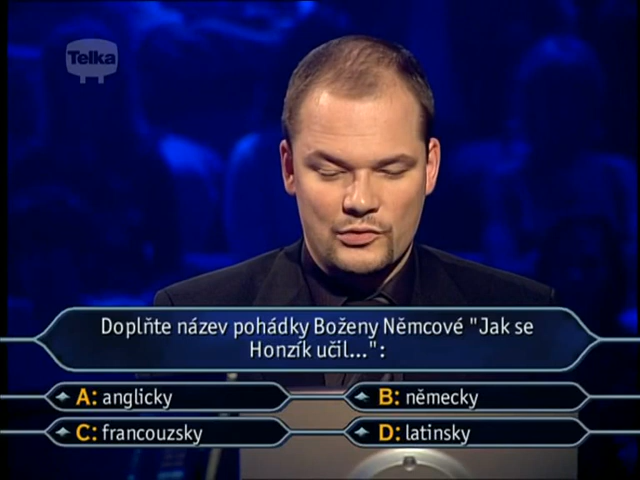 Telka
Doplňte název pohádky Boženy Němcové "Jak se
Honzík učil...":
A: anglicky
B: německy
C: francouzsky
D: latinsky